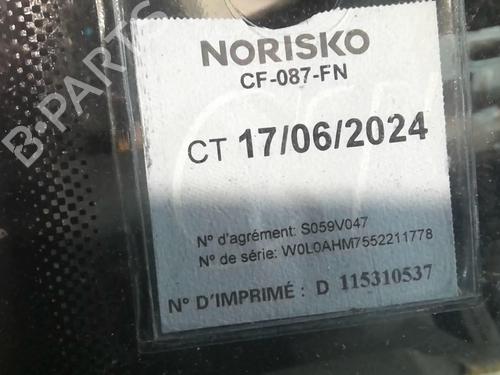 NORISKO
CF-087-FN
CT 17/06/2024
N° d'agrément: S059V047
N° de série: W0L0AHM7552211778
N° D'IMPRIMÉ : D 115310537
B-PARTS